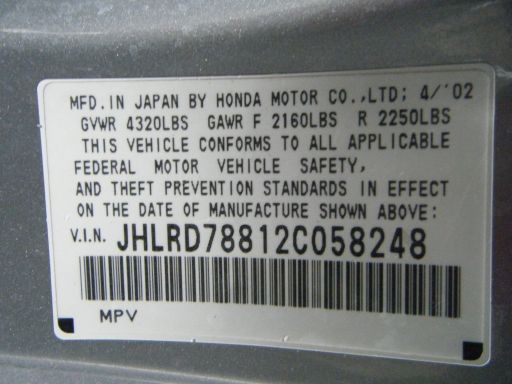 MFD. IN JAPAN BY HONDA MOTOR CO.,LTD; 4/'02
GVWR 4320LBS GAWR F 2160LBS R 2250LBS
THIS VEHICLE CONFORMS TO ALL APPLICABLE
FEDERAL MOTOR VEHICLE SAFETY,
AND THEFT PREVENTION STANDARDS IN EFFECT
ON THE DATE OF MANUFACTURE SHOWN ABOVE:
V.I.N. JHLRD78812C058248
MPV